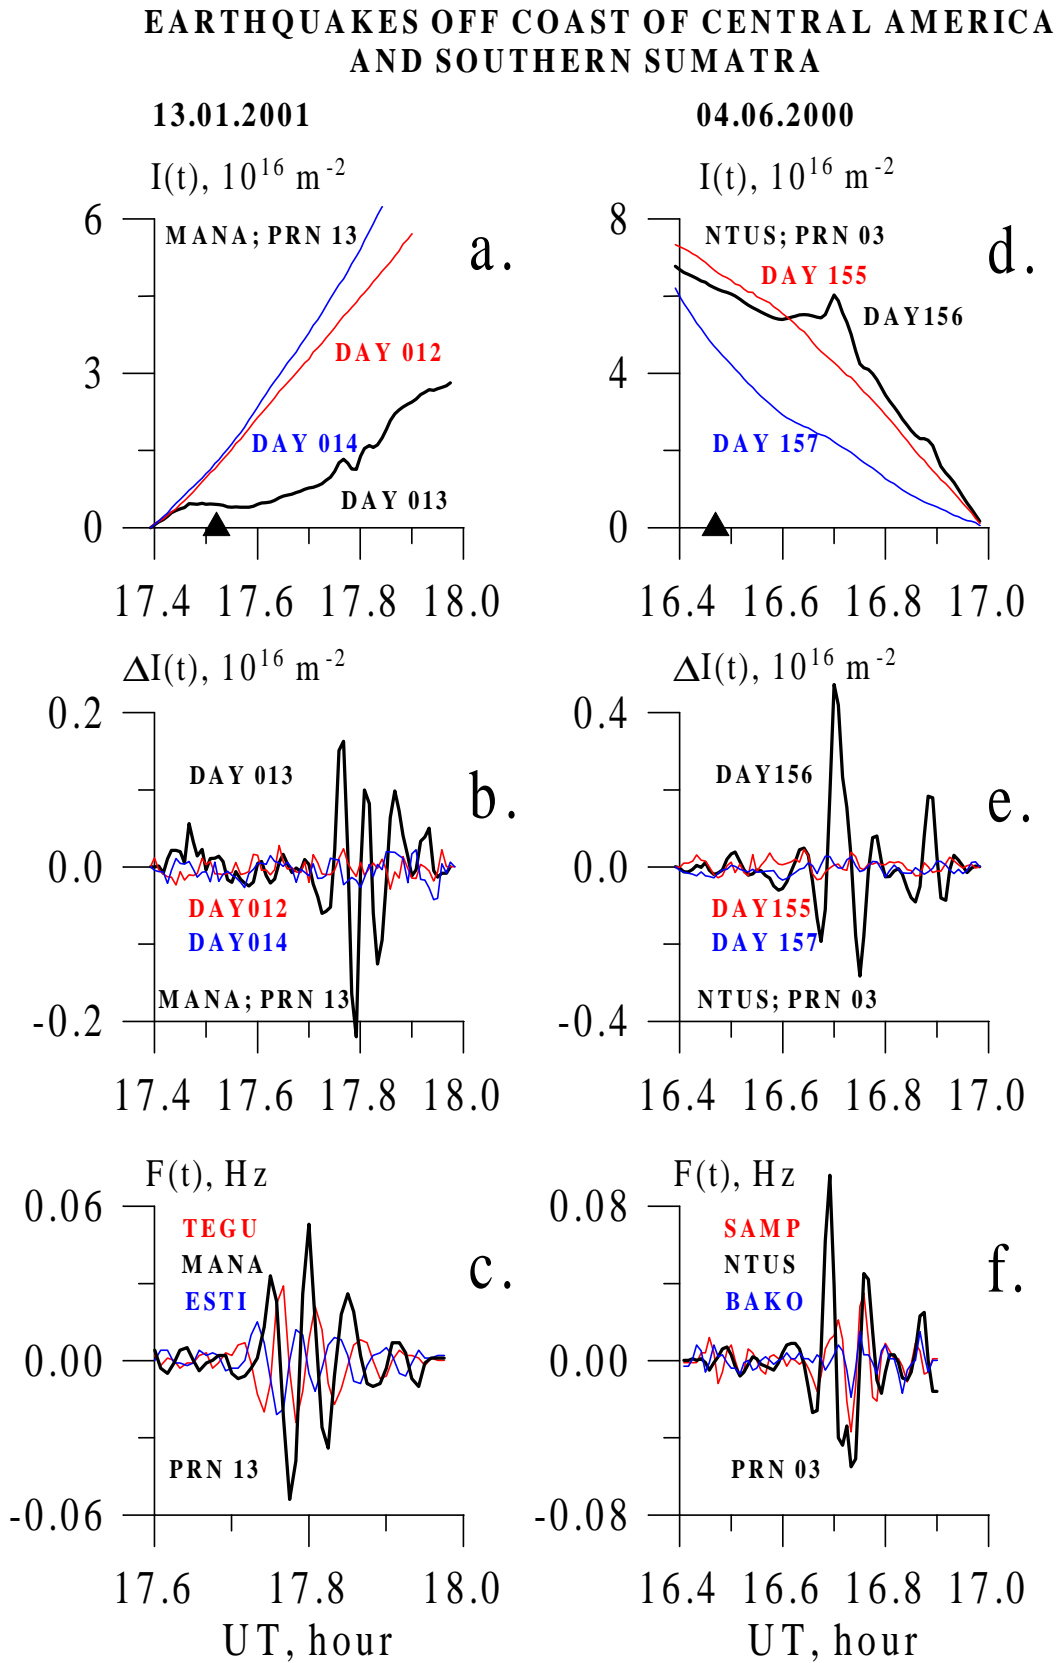 EARTHQUAKES OFF COAST OF CENTRAL AMERICA
AND SOUTHERN SUMATRA
13.01.2001
04.06.2000
I(t), 10^16 m^-2
6
MANA; PRN 13
a.
DAY 012
3
DAY 014
DAY 013
0
17.4 17.6 17.8 18.0
I(t), 10^16 m^-2
8
NTUS; PRN 03
d.
DAY 155
DAY156
4
DAY 157
0
16.4 16.6 16.8 17.0
ΔI(t), 10^16 m^-2
0.2
DAY 013
b.
0.0
DAY012
DAY014
MANA; PRN 13
-0.2
17.4 17.6 17.8 18.0
ΔI(t), 10^16 m^-2
0.4
DAY156
e.
0.0
DAY155
DAY 157
NTUS; PRN 03
-0.4
16.4 16.6 16.8 17.0
F(t), Hz
0.06
TEGU
MANA
c.
ESTI
0.00
PRN 13
-0.06
17.6 17.8 18.0
UT, hour
F(t), Hz
0.08
SAMP
NTUS
f.
BAKO
0.00
PRN 03
-0.08
16.4 16.6 16.8 17.0
UT, hour